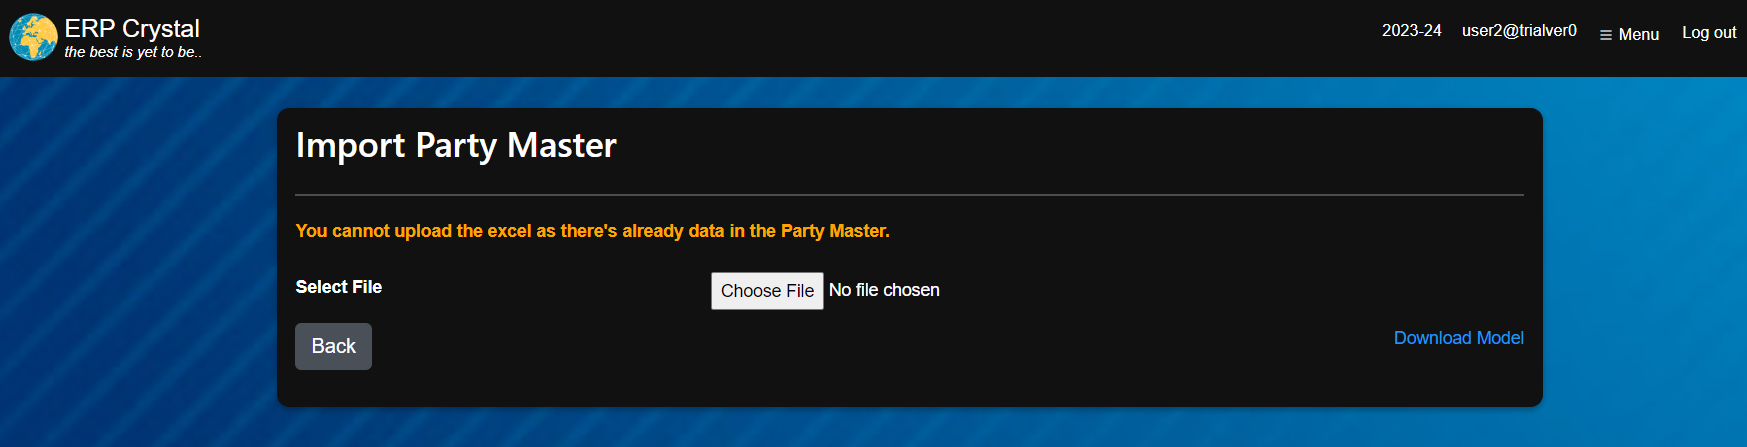 ERP Crystal
the best is yet to be..
2023-24
user2@trialver0
≡ Menu
Log out
Import Party Master
You cannot upload the excel as there's already data in the Party Master.
Select File
Choose File No file chosen
Back
Download Model